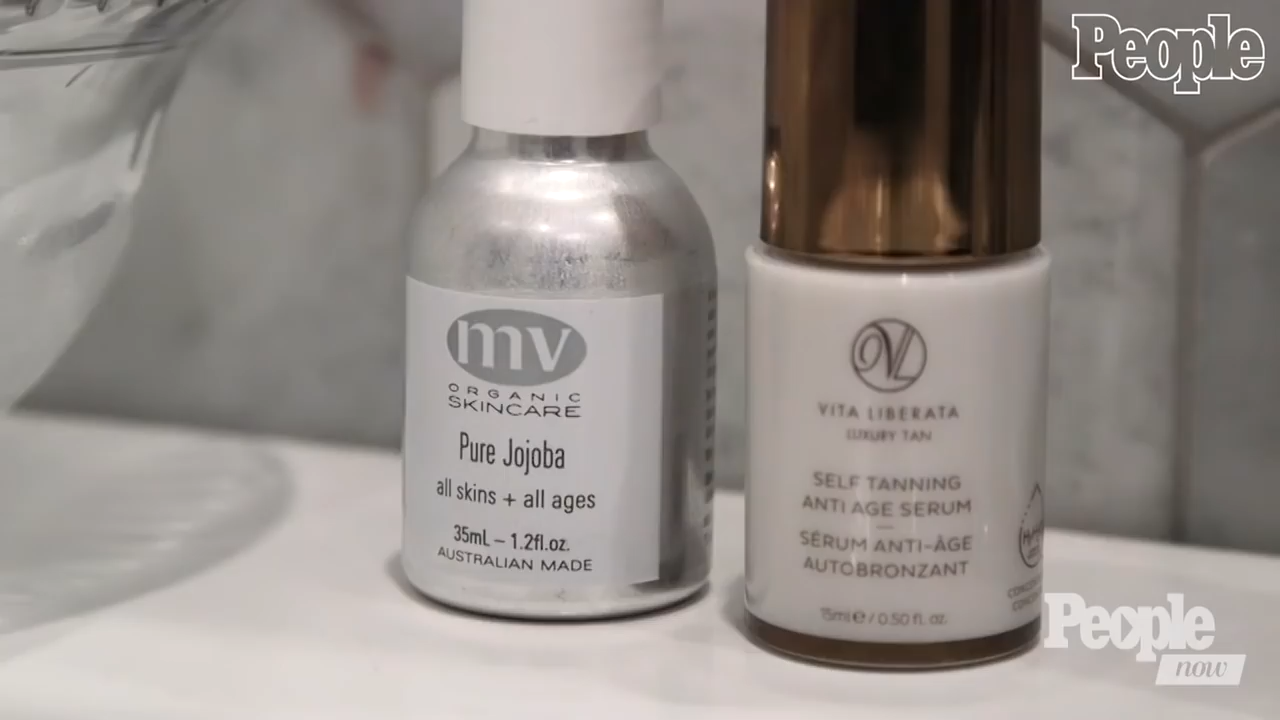 People
mv
ORGANIC
SKINCARE
Pure Jojoba
all skins + all ages
35mL – 1.2fl.oz.
AUSTRALIAN MADE
VL
VITA LIBERATA
LUXURY TAN
SELF TANNING
ANTI AGE SERUM
SÉRUM ANTI-ÂGE
AUTOBRONZANT
15ml e / 0.50 fl. oz.
People
now